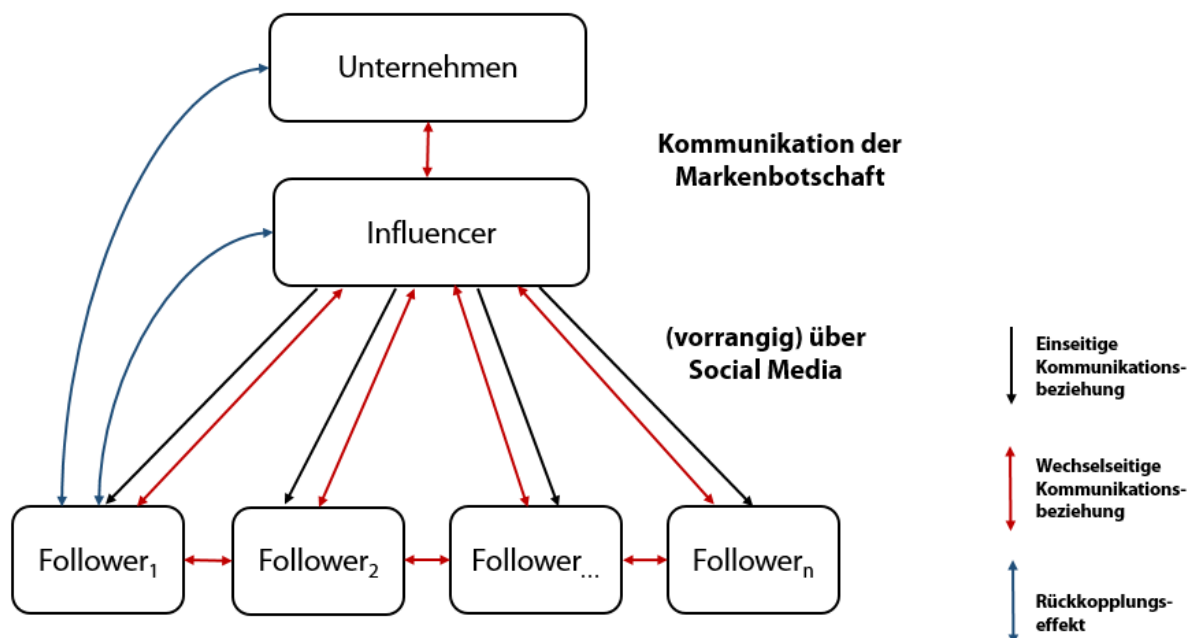 Unternehmen
Kommunikation der
Markenbotschaft
Influencer
(vorrangig) über
Social Media
Einseitige
Kommunikations-
beziehung
Wechselseitige
Kommunikations-
beziehung
Follower₁
Follower₂
Follower...
Followerₙ
Rückkopplungs-
effekt